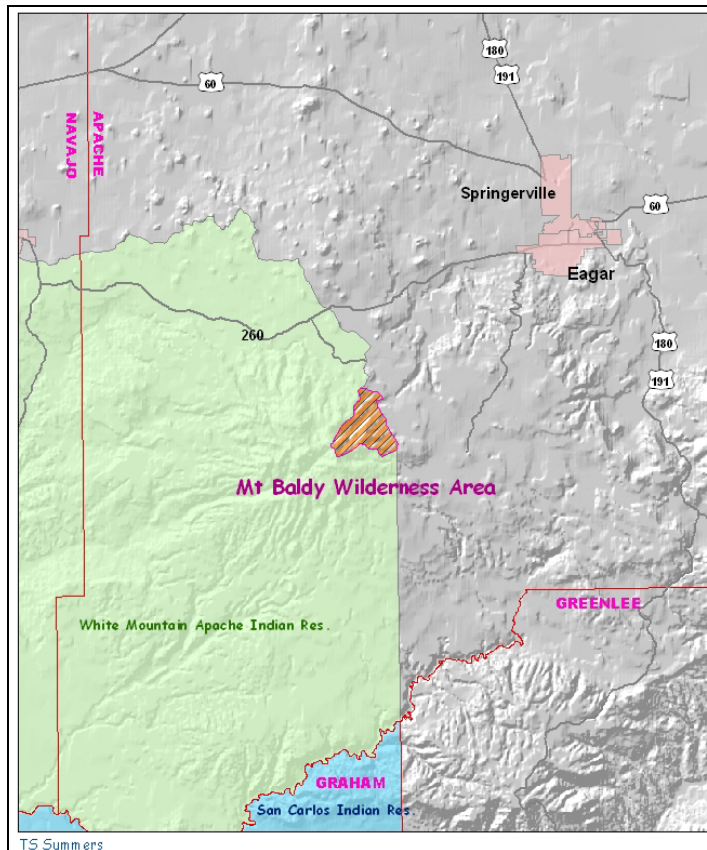 180
191
60
NAVAJO
APACHE
Springerville
60
Eagar
260
180
191
Mt Baldy Wilderness Area
GREENLEE
White Mountain Apache Indian Res.
GRAHAM
San Carlos Indian Res.
TS Summers